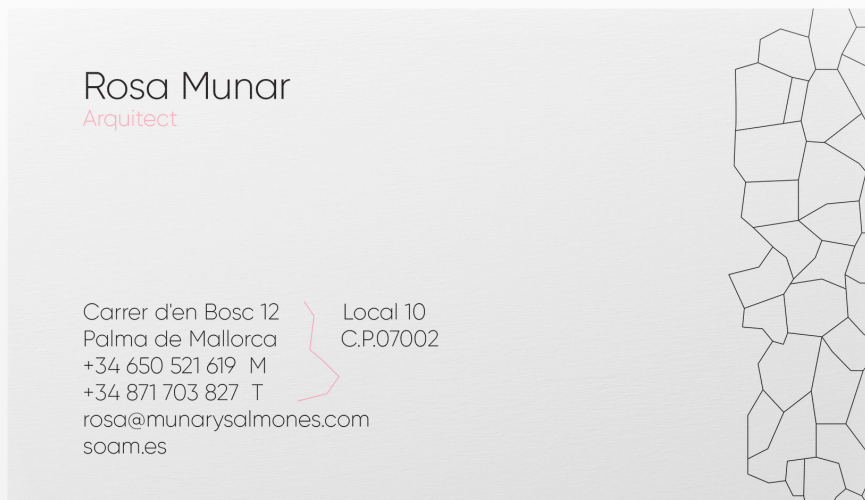 Rosa Munar
Arquitect
Carrer d'en Bosc 12
Palma de Mallorca
+34 650 521 619 M
+34 871 703 827 T
rosa@munarysalmones.com
soam.es
Local 10
C.P.07002